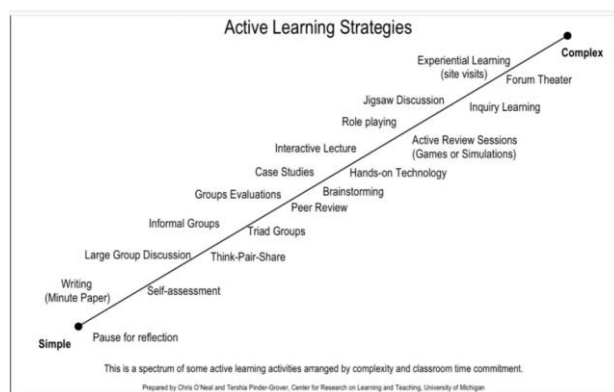 Active Learning Strategies
Complex
Experiential Learning
(site visits)
Forum Theater
Jigsaw Discussion
Inquiry Learning
Role playing
Active Review Sessions
(Games or Simulations)
Interactive Lecture
Hands-on Technology
Case Studies
Brainstorming
Groups Evaluations
Peer Review
Informal Groups
Triad Groups
Large Group Discussion
Think-Pair-Share
Writing
(Minute Paper)
Self-assessment
Pause for reflection
Simple
This is a spectrum of some active learning activities arranged by complexity and classroom time commitment.
Prepared by Chris O'Neal and Tershia Pinder-Grover, Center for Research on Learning and Teaching, University of Michigan